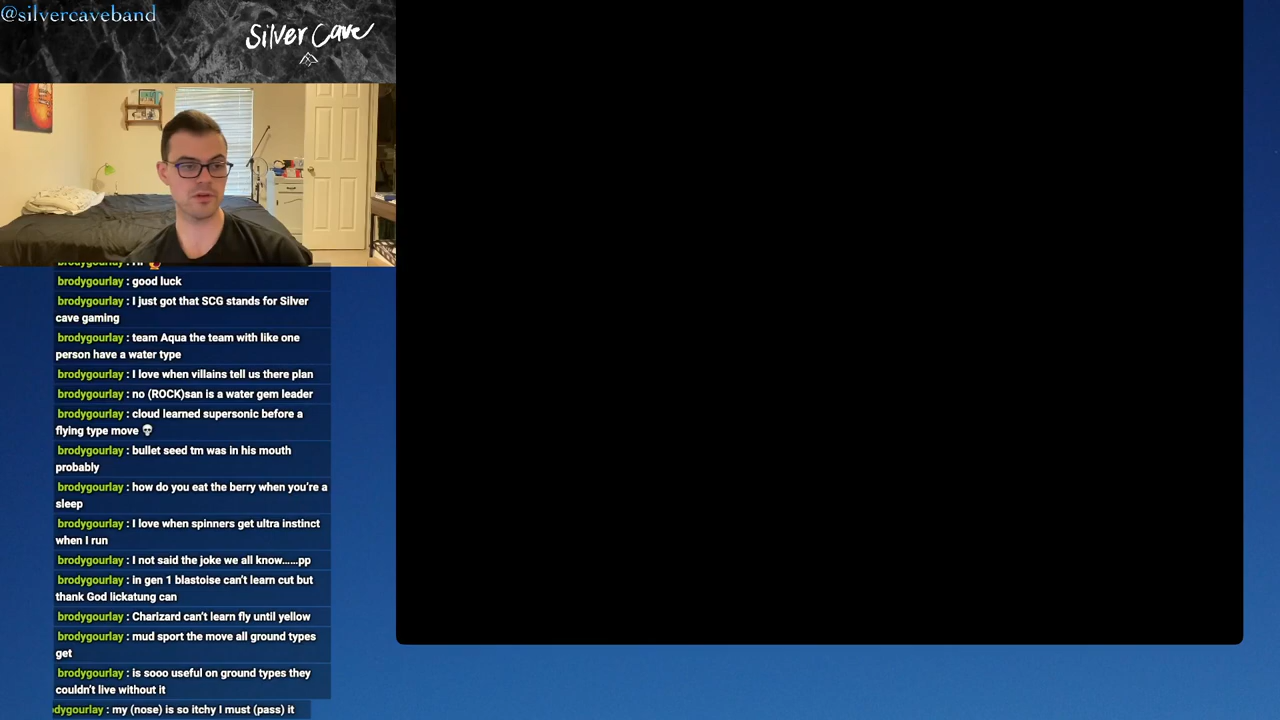 @silvercaveband
Silver Cave
brodygourlay : good luck
brodygourlay : I just got that SCG stands for Silver
cave gaming
brodygourlay : team Aqua the team with like one
person have a water type
brodygourlay : I love when villains tell us there plan
brodygourlay : no (ROCK)san is a water gem leader
brodygourlay : cloud learned supersonic before a
flying type move 💀
brodygourlay : bullet seed tm was in his mouth
probably
brodygourlay : how do you eat the berry when you're a
sleep
brodygourlay : I love when spinners get ultra instinct
when I run
brodygourlay : I not said the joke we all know......pp
brodygourlay : in gen 1 blastoise can't learn cut but
thank God lickatung can
brodygourlay : Charizard can't learn fly until yellow
brodygourlay : mud sport the move all ground types
get
brodygourlay : is sooo useful on ground types they
couldn't live without it
dygourlay : my (nose) is so itchy I must (pass) it